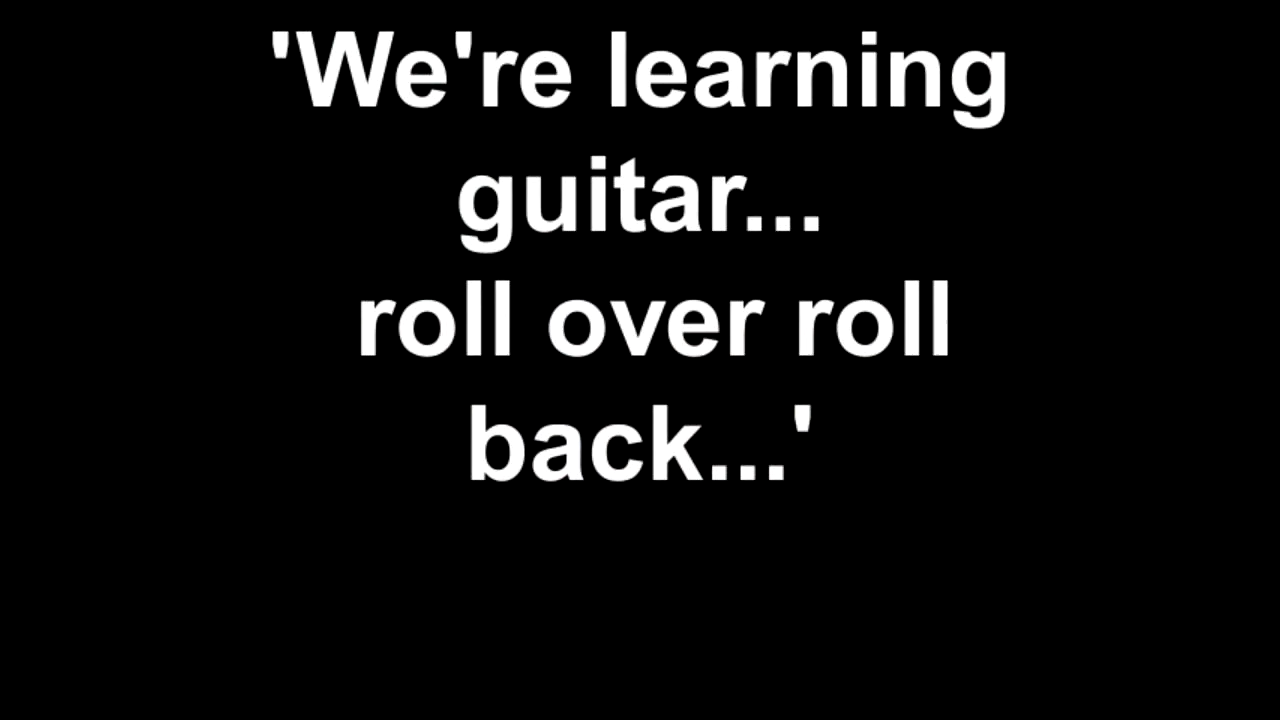 'We're learning
guitar...
roll over roll
back...'